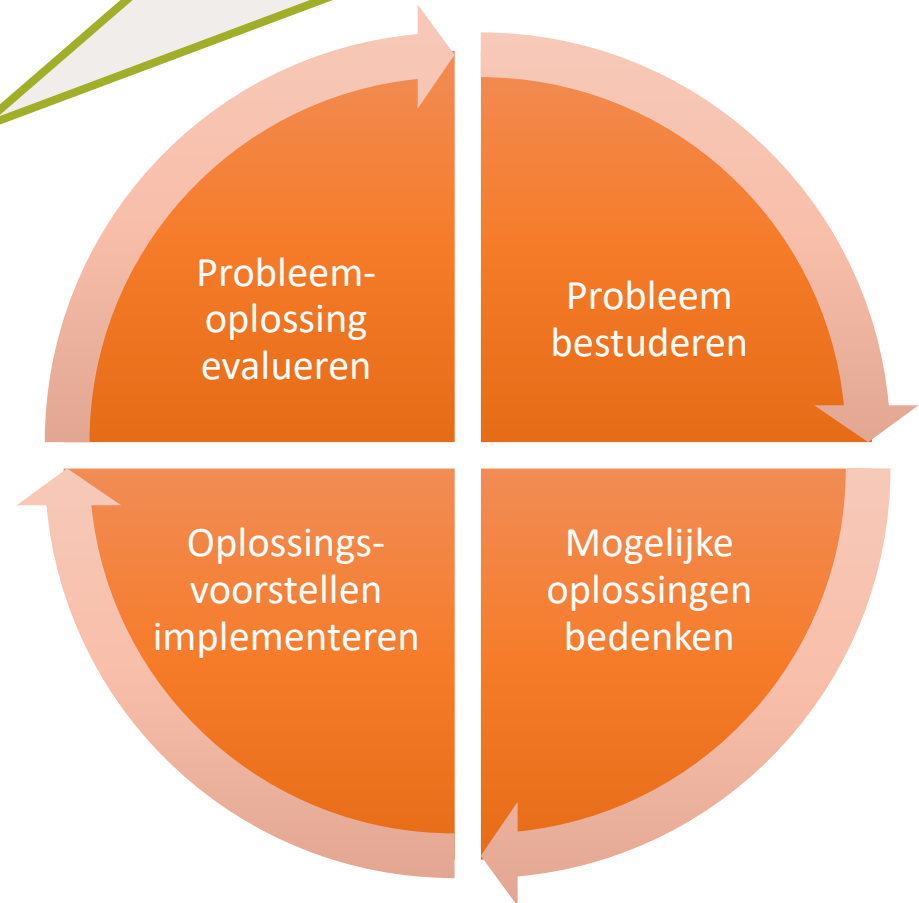 Probleem-
oplossing
evalueren
Probleem
bestuderen
Oplossings-
voorstellen
implementeren
Mogelijke
oplossingen
bedenken